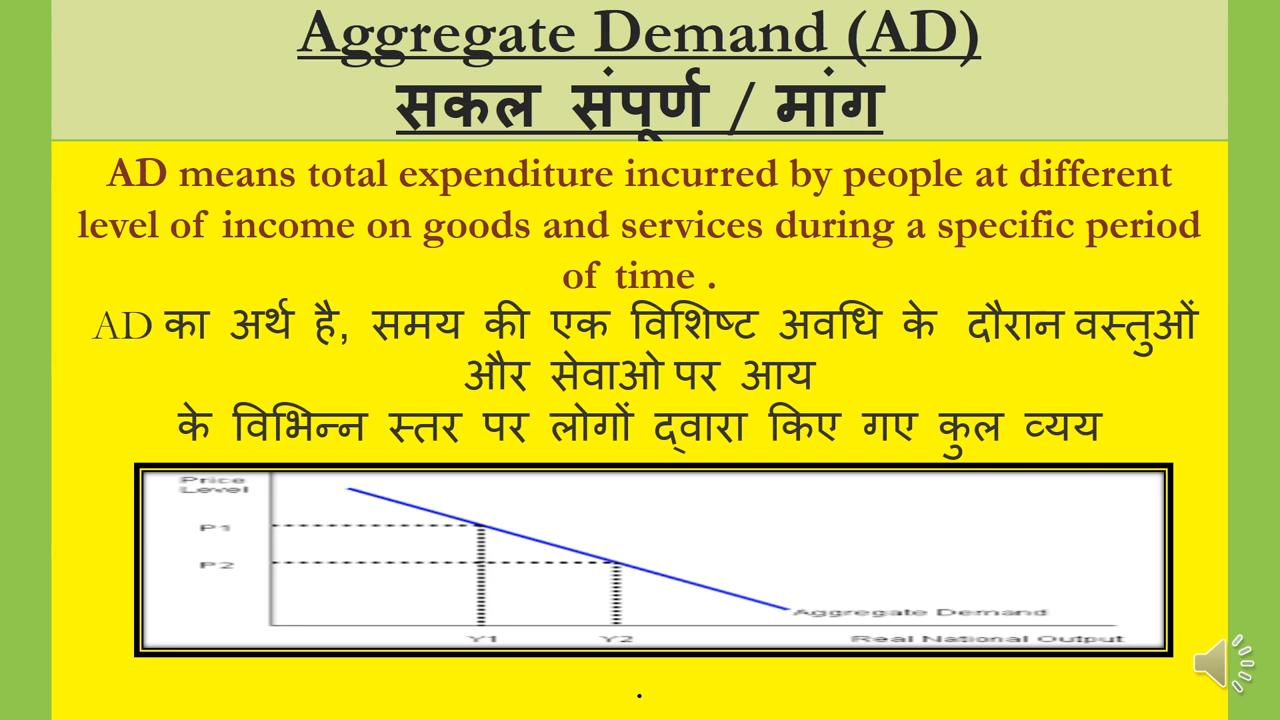 Aggregate Demand (AD)
सकल संपूर्ण / मांग
AD means total expenditure incurred by people at different
level of income on goods and services during a specific period
of time .
AD का अर्थ है, समय की एक विशिष्ट अवधि के दौरान वस्तुओं
और सेवाओ पर आय
के विभिन्न स्तर पर लोगों द्वारा किए गए कुल व्यय
Price
Level
P1
P2
Aggregate Demand
Y1 Y2 Real National Output
.